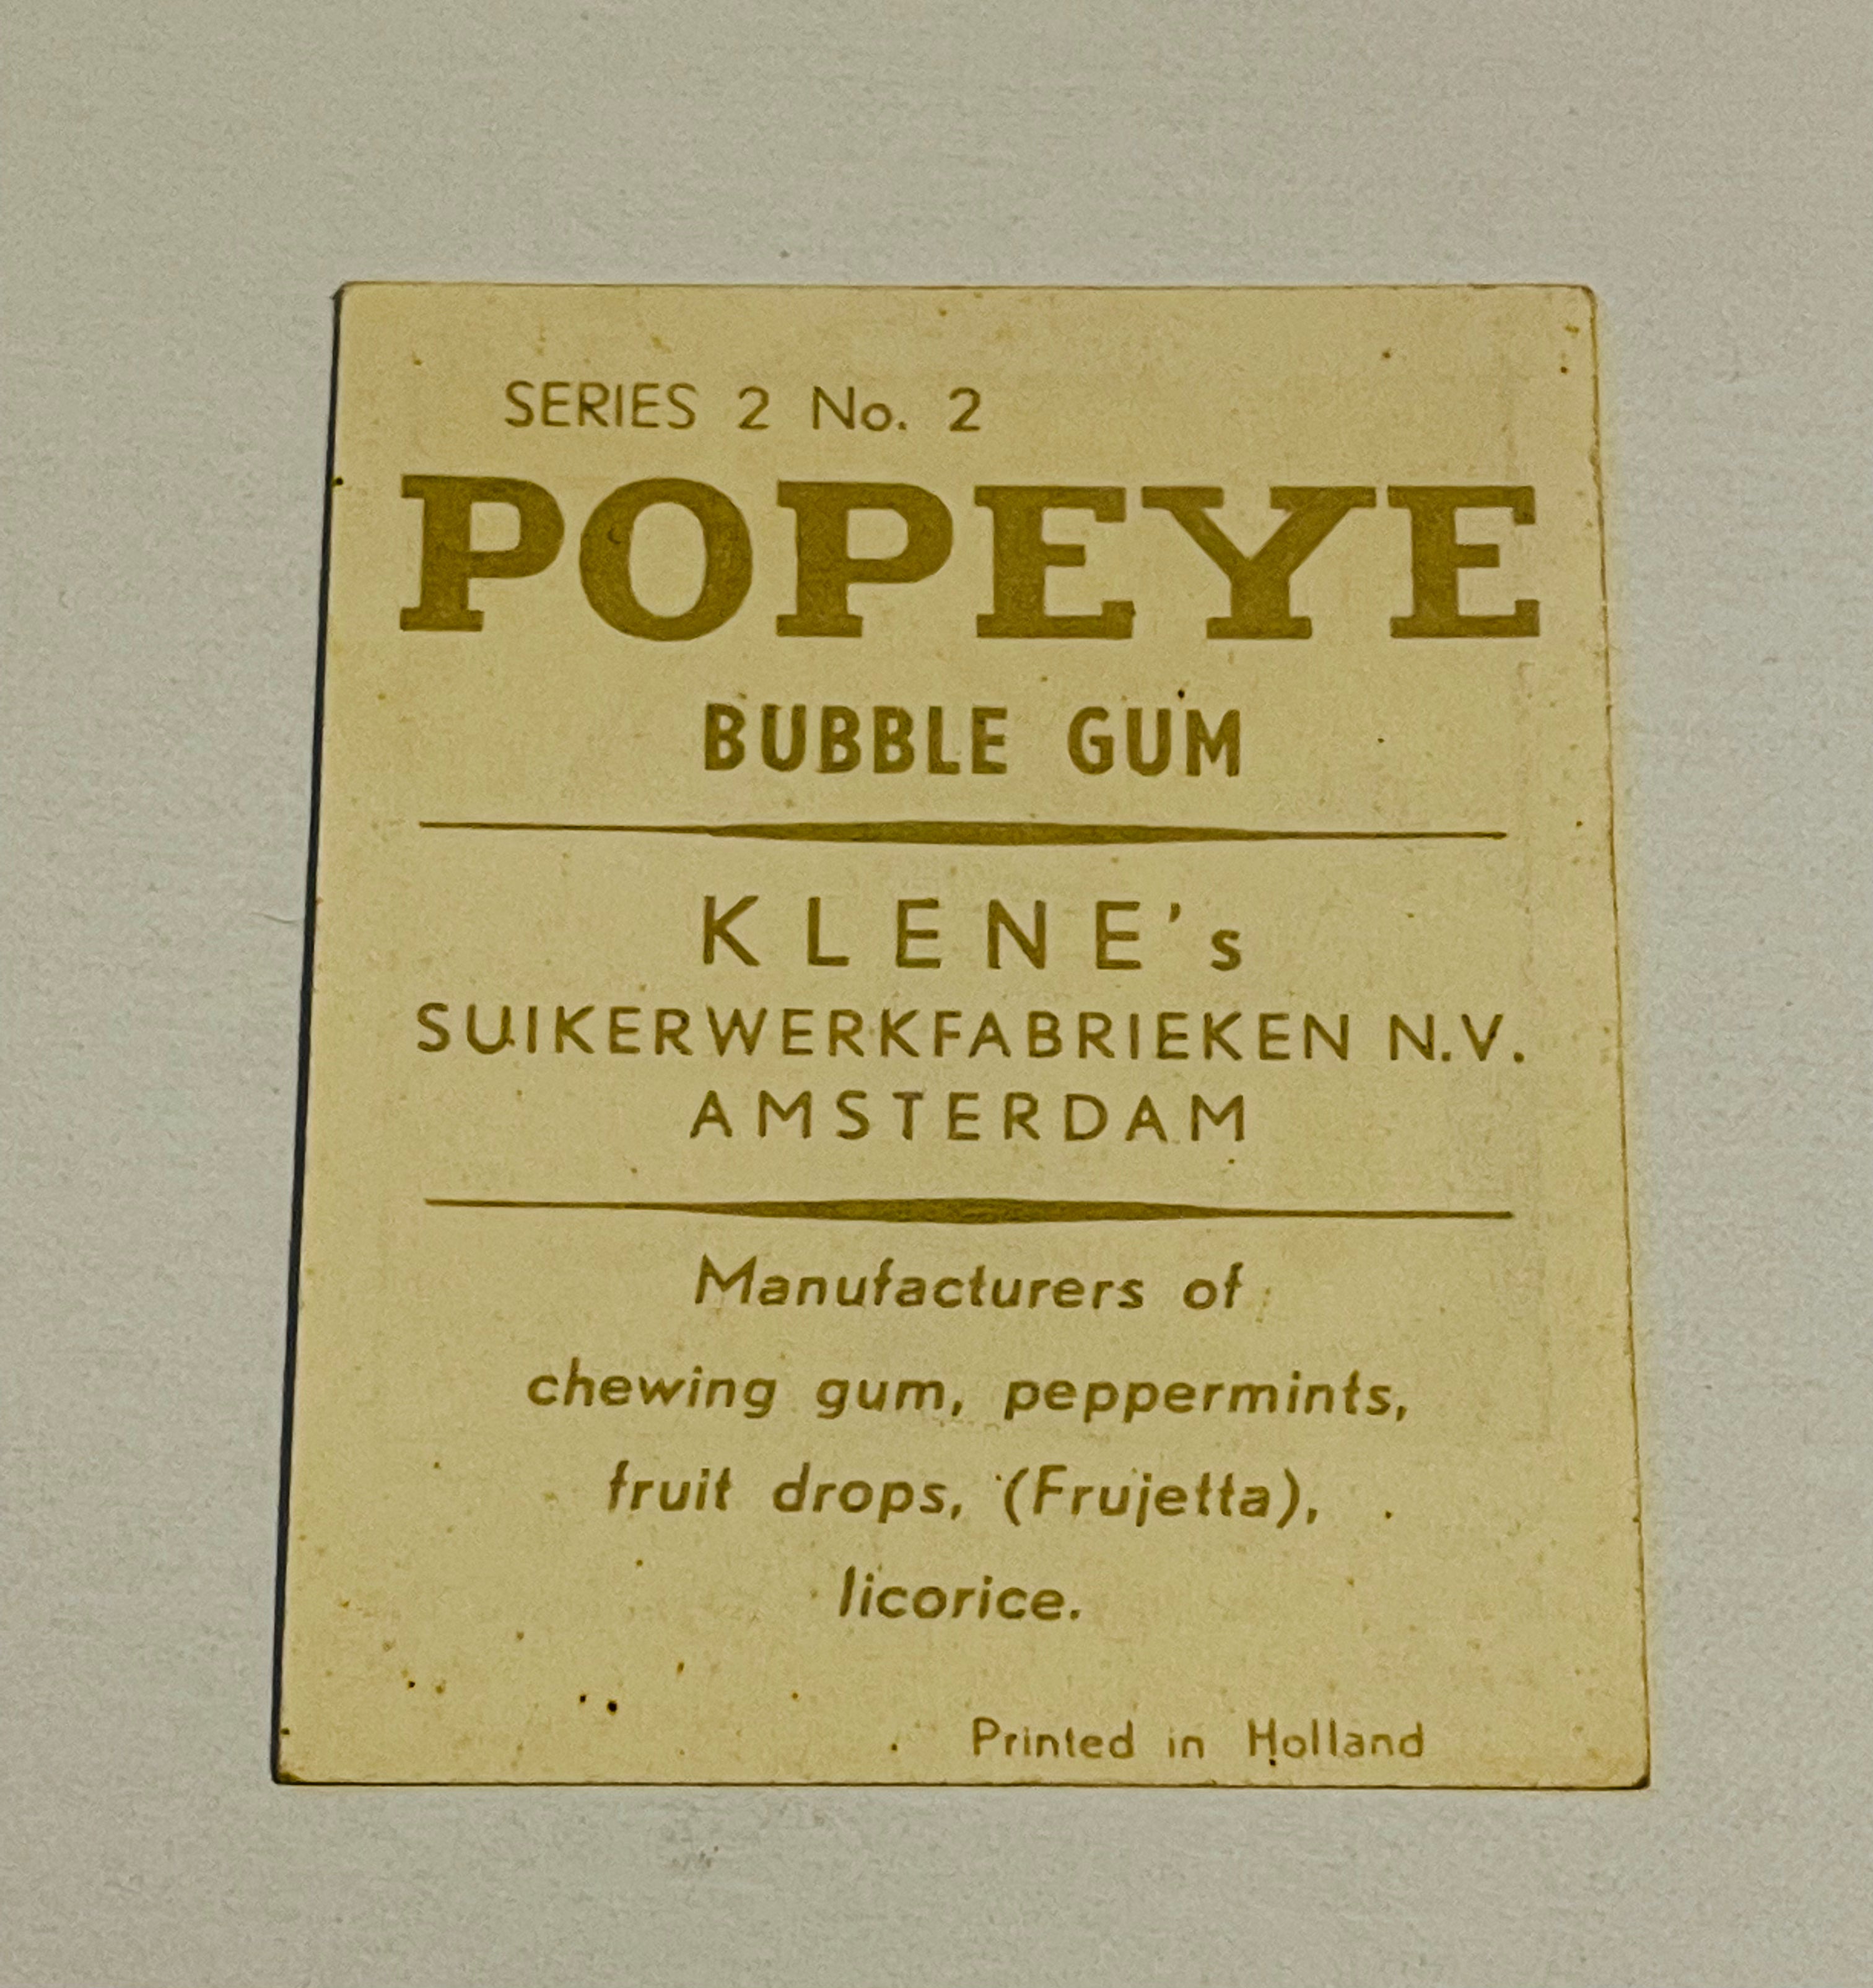 SERIES 2 No. 2
POPEYE
BUBBLE GUM
KLENE's
SUIKERWERKFABRIEKEN N.V.
AMSTERDAM
Manufacturers of
chewing gum, peppermints,
fruit drops, (Frujetta),
licorice.
Printed in Holland